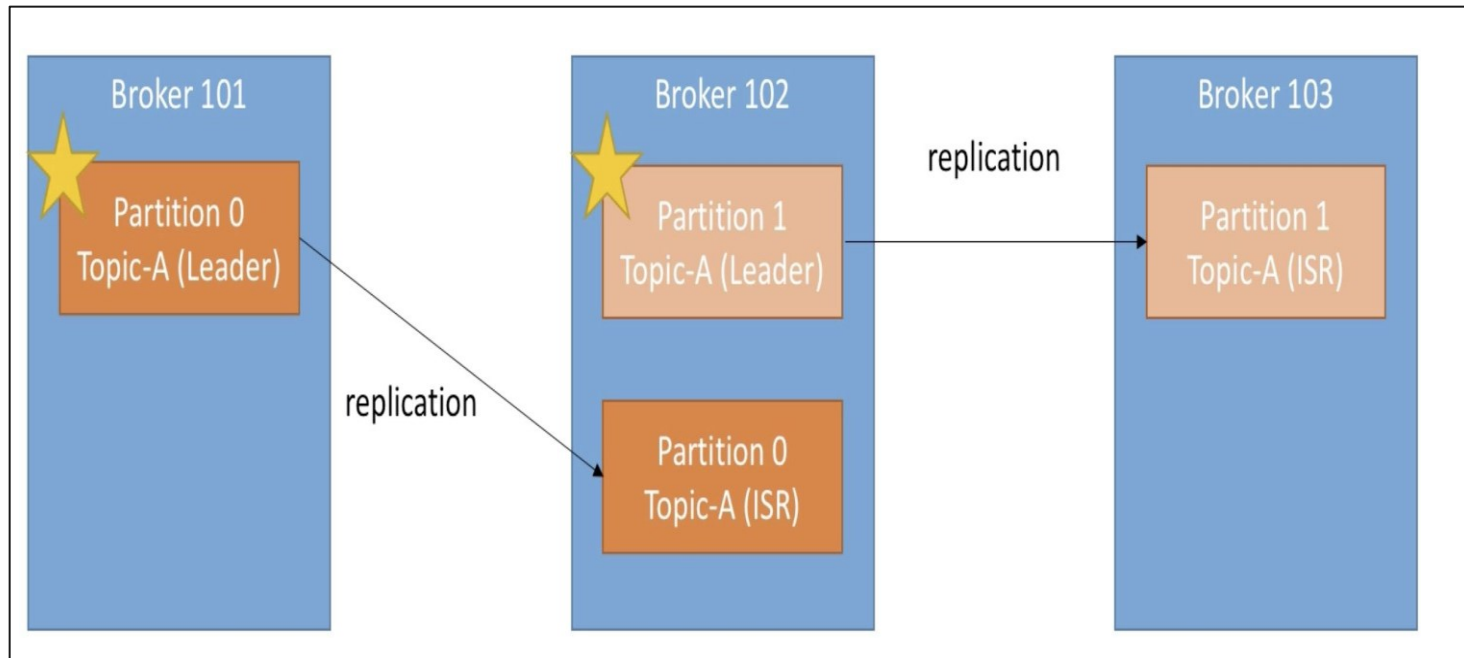 Broker 101
Partition 0
Topic-A (Leader)
replication
Broker 102
Partition 1
Topic-A (Leader)
Partition 0
Topic-A (ISR)
replication
Broker 103
Partition 1
Topic-A (ISR)